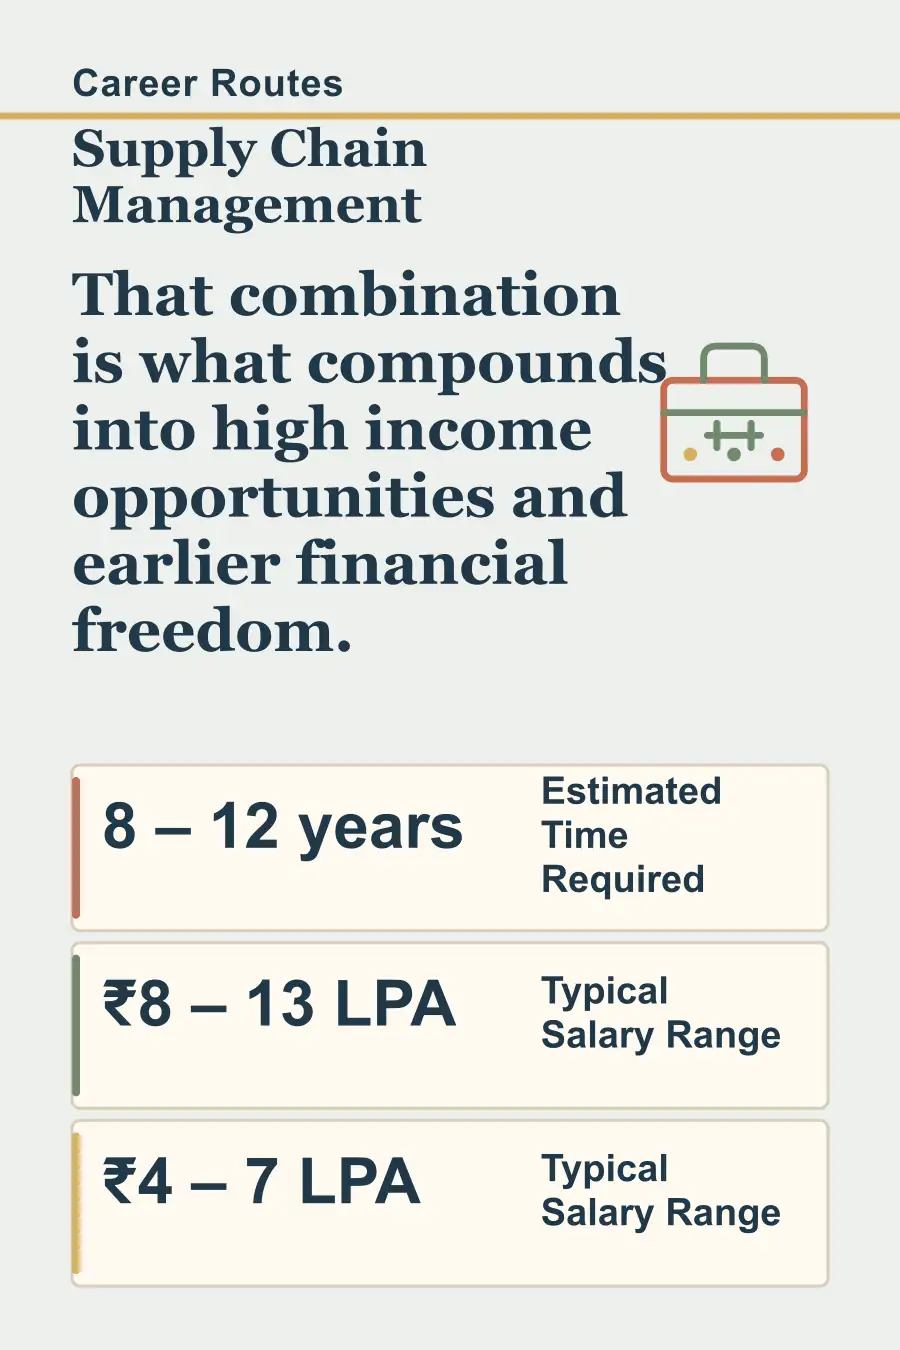 Career Routes
Supply Chain
Management
That combination
is what compounds
into high income
opportunities and
earlier financial
freedom.
8 – 12 years
Estimated
Time
Required
₹8 – 13 LPA
Typical
Salary Range
₹4 – 7 LPA
Typical
Salary Range